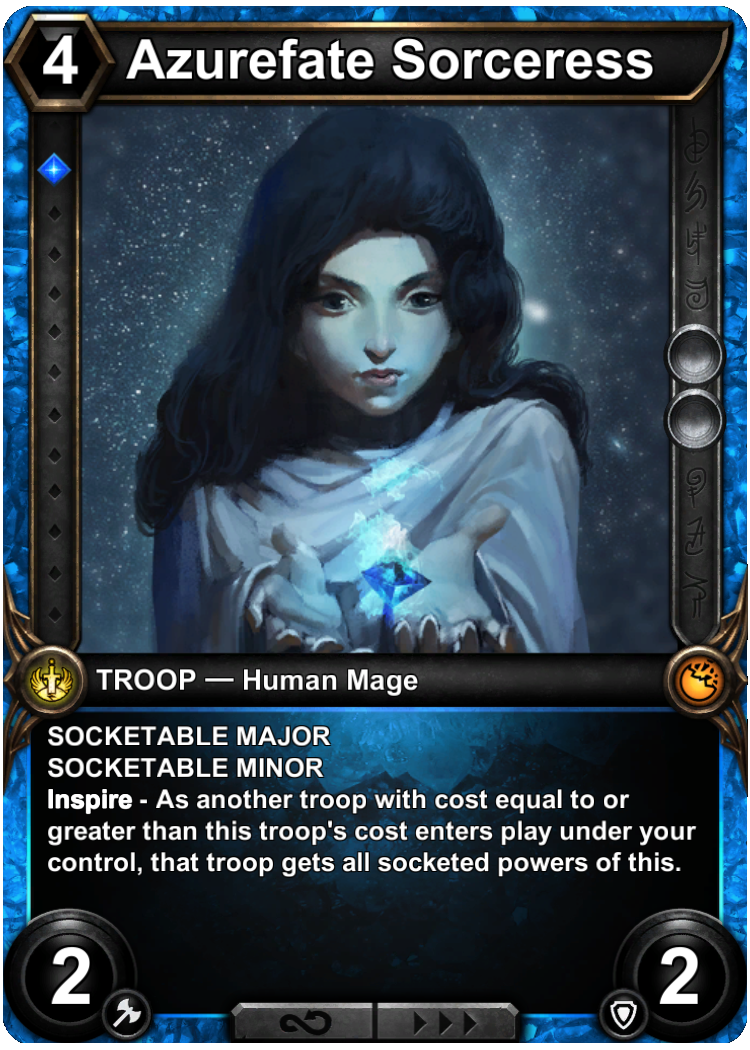 4 Azurefate Sorceress
TROOP — Human Mage
SOCKETABLE MAJOR
SOCKETABLE MINOR
Inspire - As another troop with cost equal to or
greater than this troop's cost enters play under your
control, that troop gets all socketed powers of this.
2 2